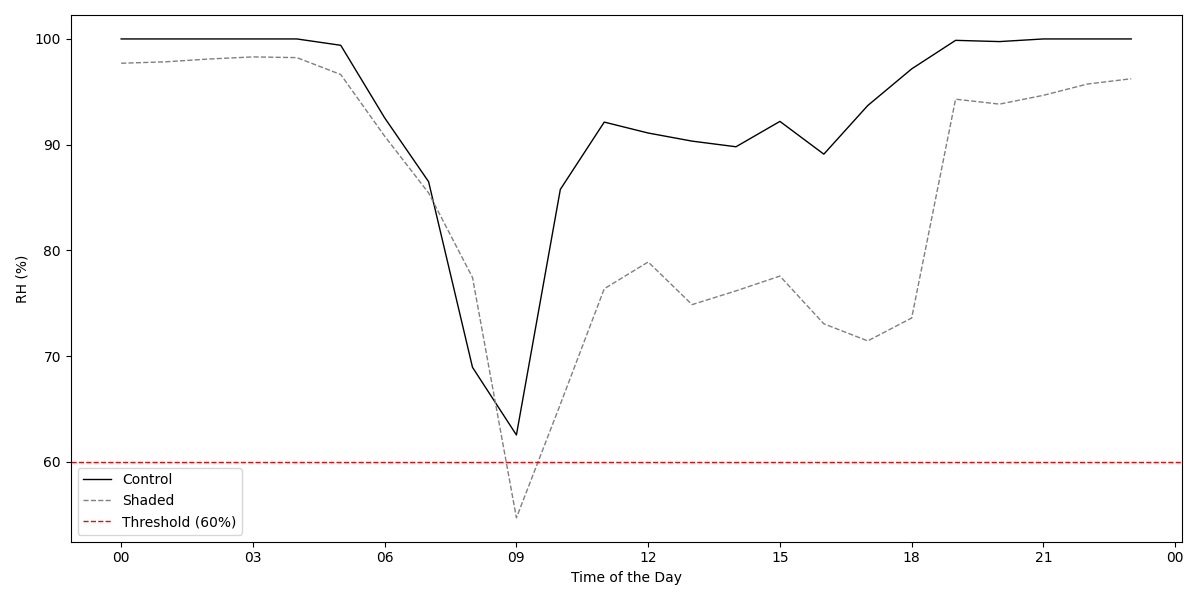 100
90
80
70
60
RH (%)
Control
Shaded
Threshold (60%)
00 03 06 09 12 15 18 21 00
Time of the Day